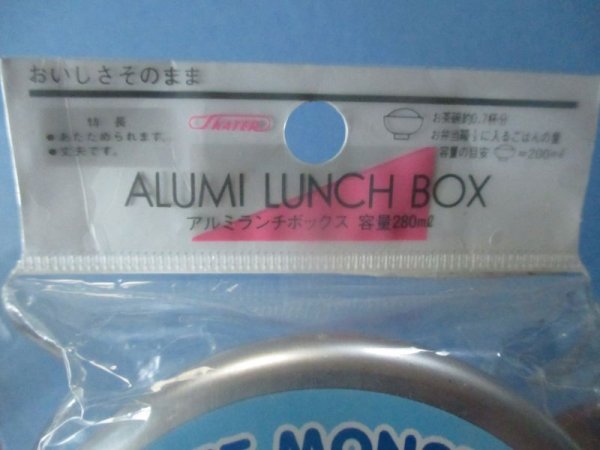 おいしさそのまま
特長
●あたためられます。
●丈夫です。
SKATER
お茶碗約0.7杯分
お弁当箱に入るごはんの量
容量の目安 =200ml
ALUMI LUNCH BOX
アルミランチボックス 容量280ml